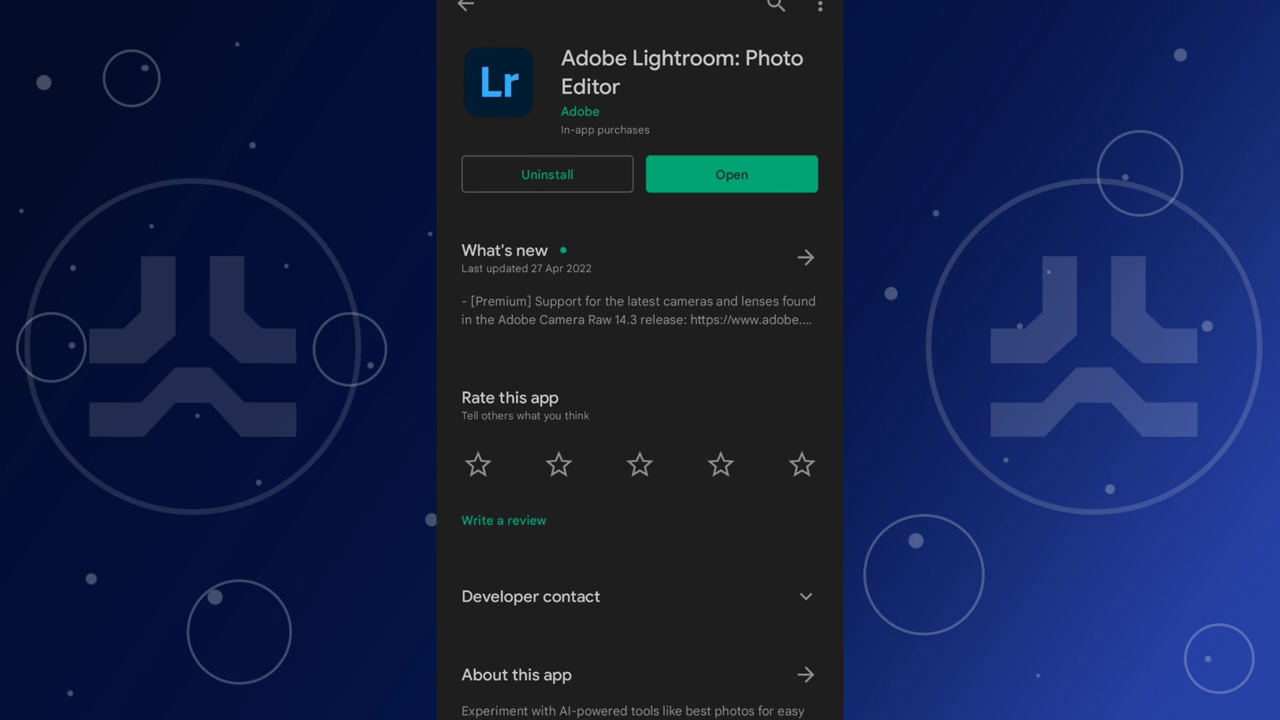 Lr
Adobe Lightroom: Photo
Editor
Adobe
In-app purchases
Uninstall
Open
What's new
Last updated 27 Apr 2022
- [Premium] Support for the latest cameras and lenses found
in the Adobe Camera Raw 14.3 release: https://www.adobe....
Rate this app
Tell others what you think
Write a review
Developer contact
About this app
Experiment with AI-powered tools like best photos for easy